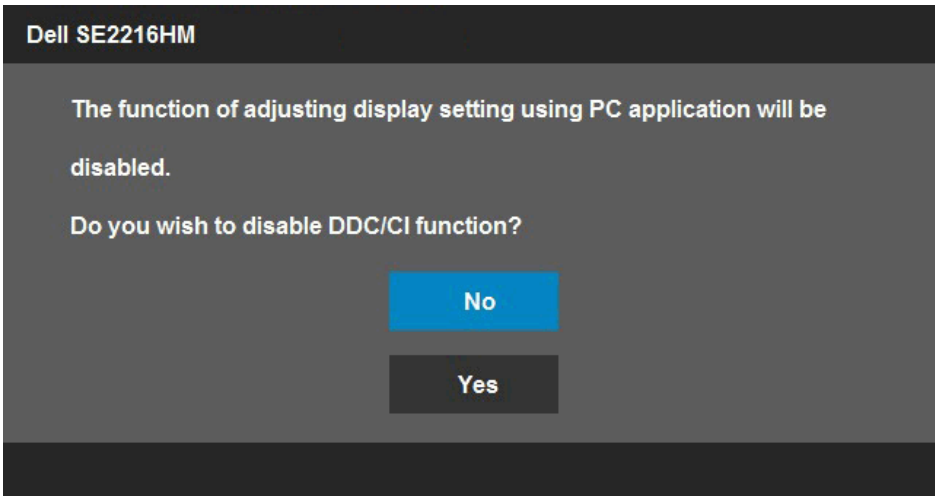 Dell SE2216HM
The function of adjusting display setting using PC application will be
disabled.
Do you wish to disable DDC/CI function?
No
Yes